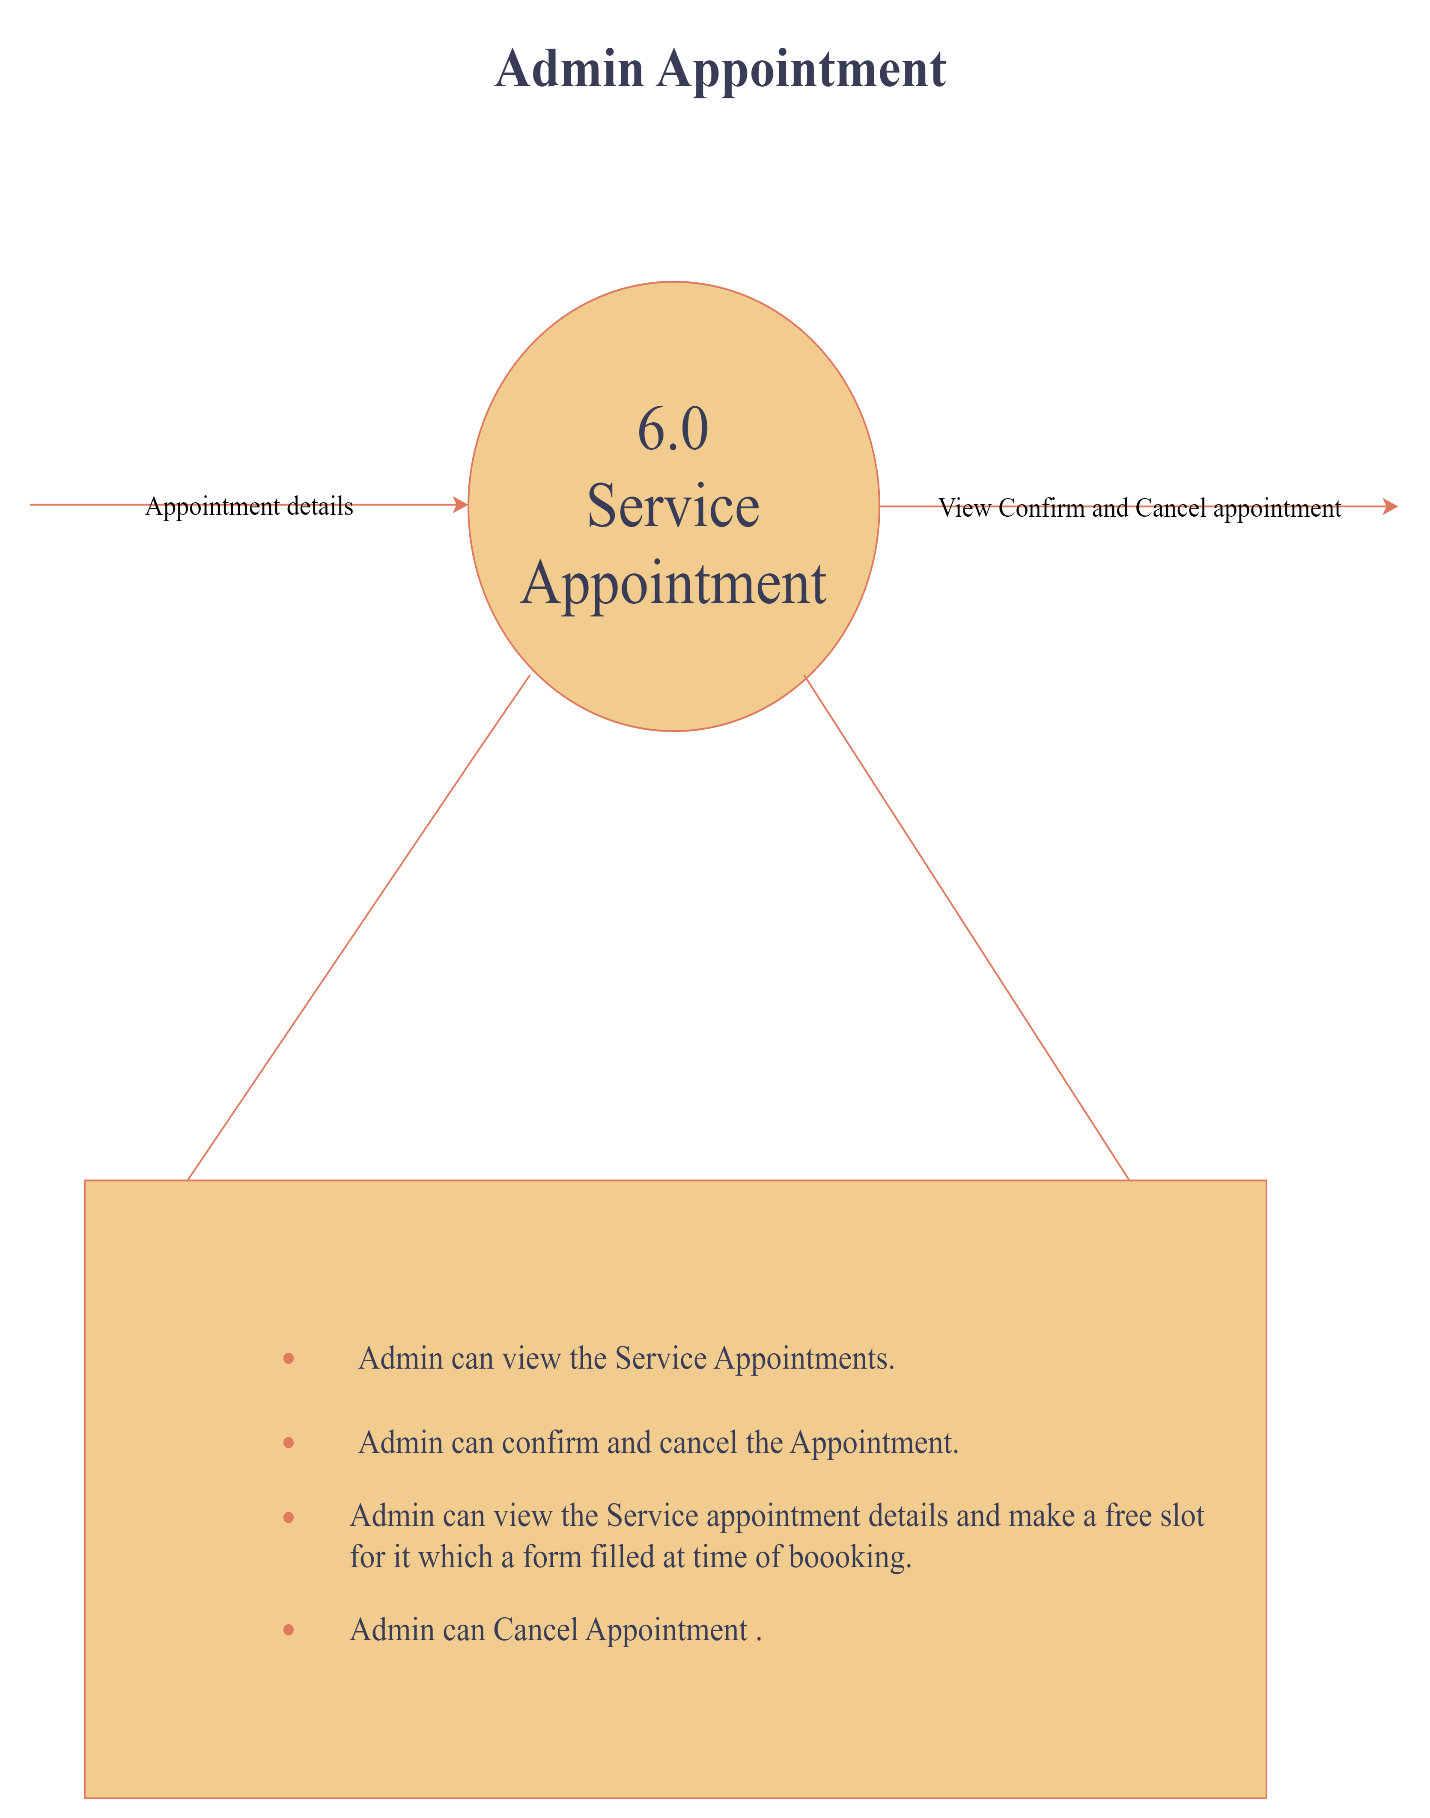 Admin Appointment
6.0
Service
Appointment
Appointment details
View Confirm and Cancel appointment
Admin can view the Service Appointments.
Admin can confirm and cancel the Appointment.
Admin can view the Service appointment details and make a free slot
for it which a form filled at time of boooking.
Admin can Cancel Appointment .